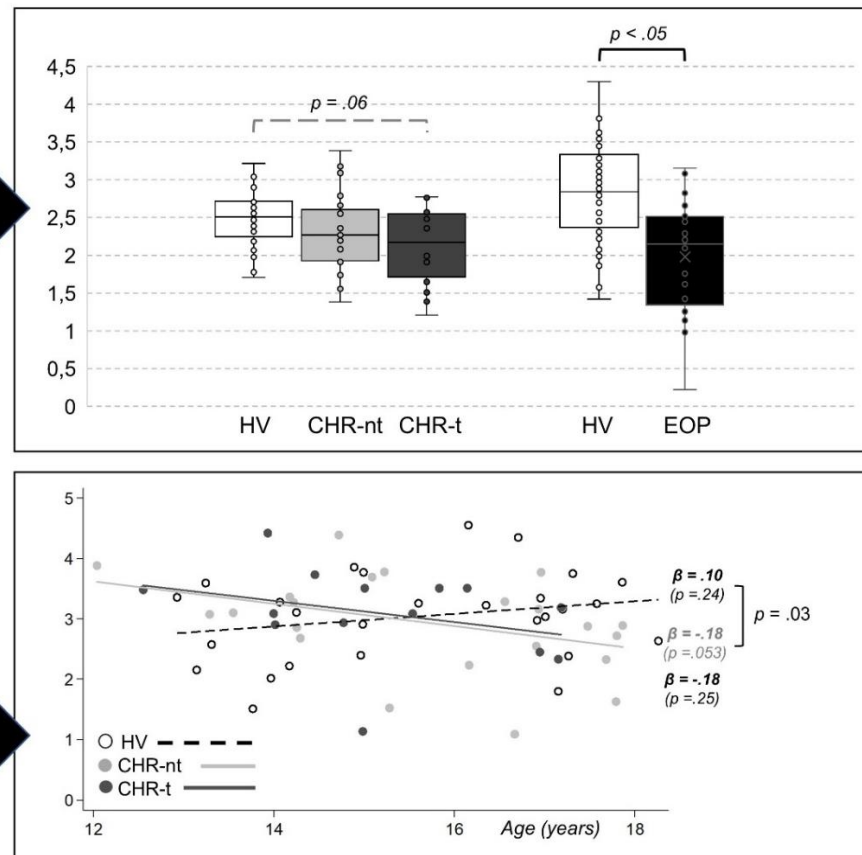 p = .06
p < .05
4,5
4
3,5
3
2,5
2
1,5
1
0,5
0
HV CHR-nt CHR-t HV EOP
5
4
3
2
1
0
β = .10
(p =.24)
p = .03
β = -.18
(p =.053)
β = -.18
(p =.25)
HV
CHR-nt
CHR-t
12 14 16 Age (years) 18